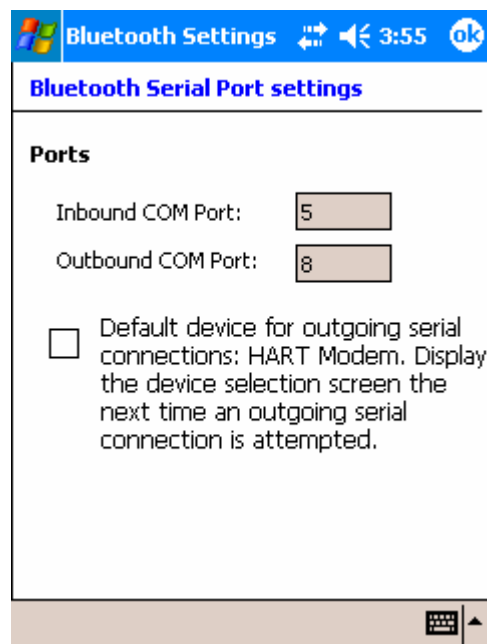 Bluetooth Settings 3:55 ok
Bluetooth Serial Port settings
Ports
Inbound COM Port: 5
Outbound COM Port: 8
Default device for outgoing serial
connections: HART Modem. Display
the device selection screen the
next time an outgoing serial
connection is attempted.